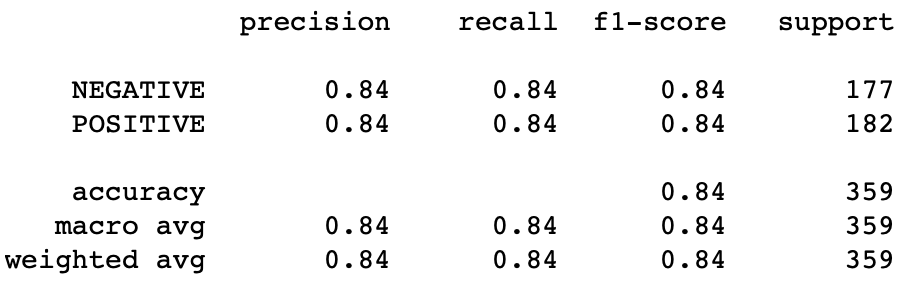 precision recall f1-score support
NEGATIVE 0.84 0.84 0.84 177
POSITIVE 0.84 0.84 0.84 182
accuracy 0.84 359
macro avg 0.84 0.84 0.84 359
weighted avg 0.84 0.84 0.84 359